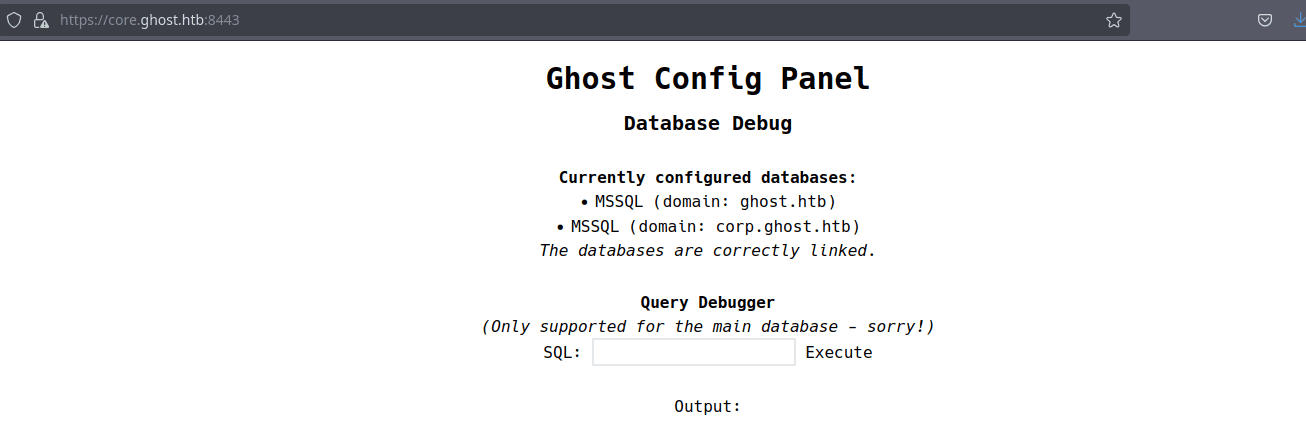 https://core.ghost.htb:8443
Ghost Config Panel
Database Debug
Currently configured databases:
• MSSQL (domain: ghost.htb)
• MSSQL (domain: corp.ghost.htb)
The databases are correctly linked.
Query Debugger
(Only supported for the main database - sorry!)
SQL: Execute
Output: